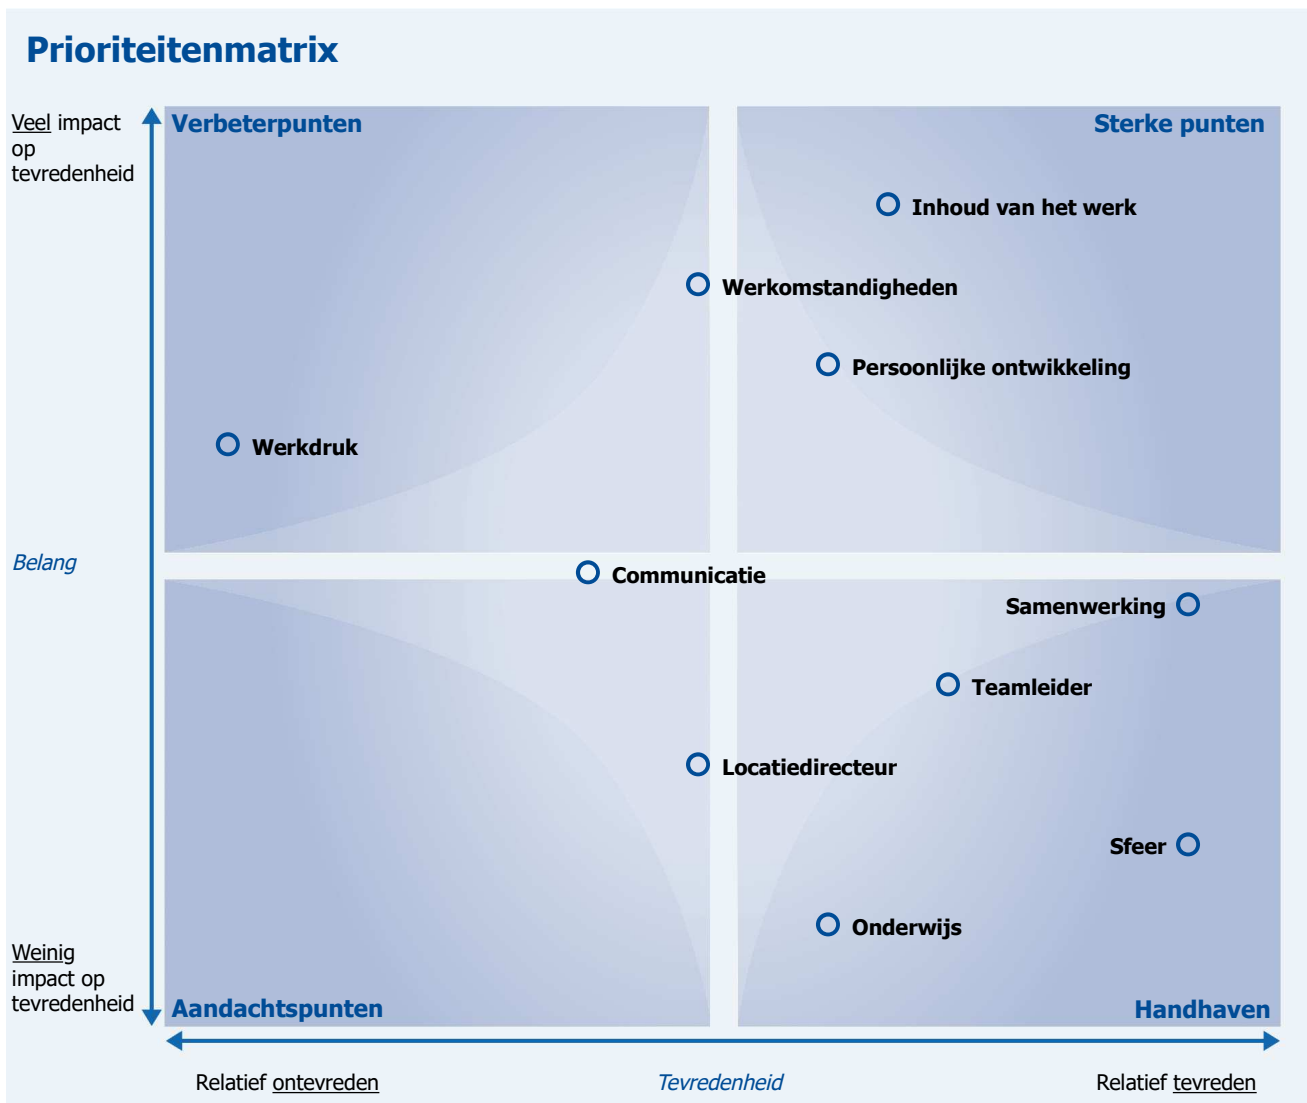 Prioriteitenmatrix
Veel impact
op
tevredenheid
Verbeterpunten
Sterke punten
Inhoud van het werk
Werkomstandigheden
Persoonlijke ontwikkeling
Werkdruk
Belang
Communicatie
Samenwerking
Teamleider
Locatiedirecteur
Sfeer
Onderwijs
Weinig
impact op
tevredenheid
Aandachtspunten
Handhaven
Relatief ontevreden
Tevredenheid
Relatief tevreden